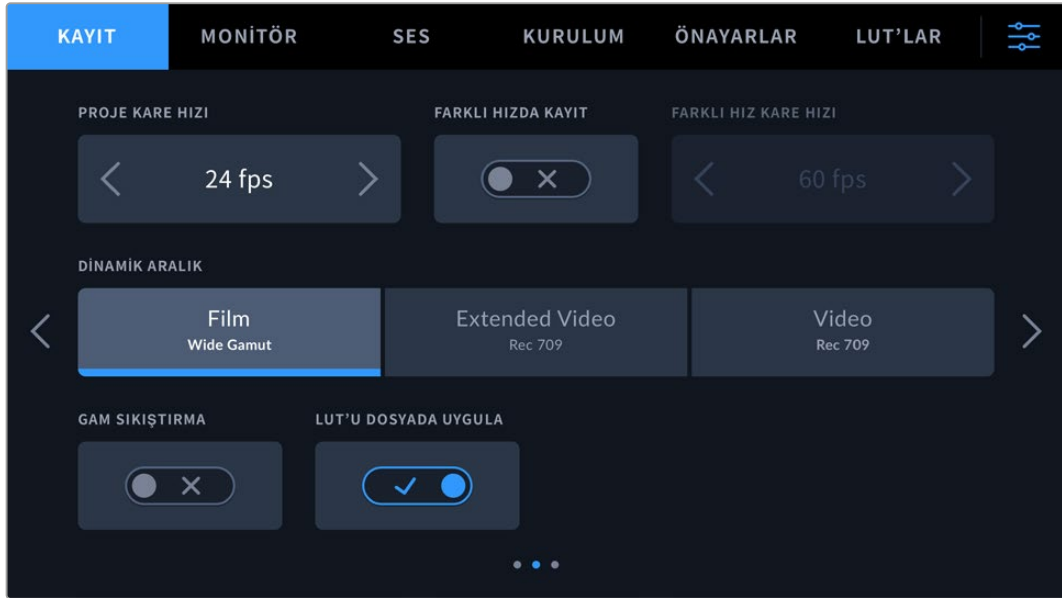 KAYIT MONİTÖR SES KURULUM ÖNAYARLAR LUT’LAR
PROJE KARE HIZI FARKLI HIZDA KAYIT FARKLI HIZ KARE HIZI
24 fps 60 fps
DİNAMİK ARALIK
Film Extended Video Video
Wide Gamut Rec 709 Rec 709
GAM SIKIŞTIRMA LUT’U DOSYADA UYGULA